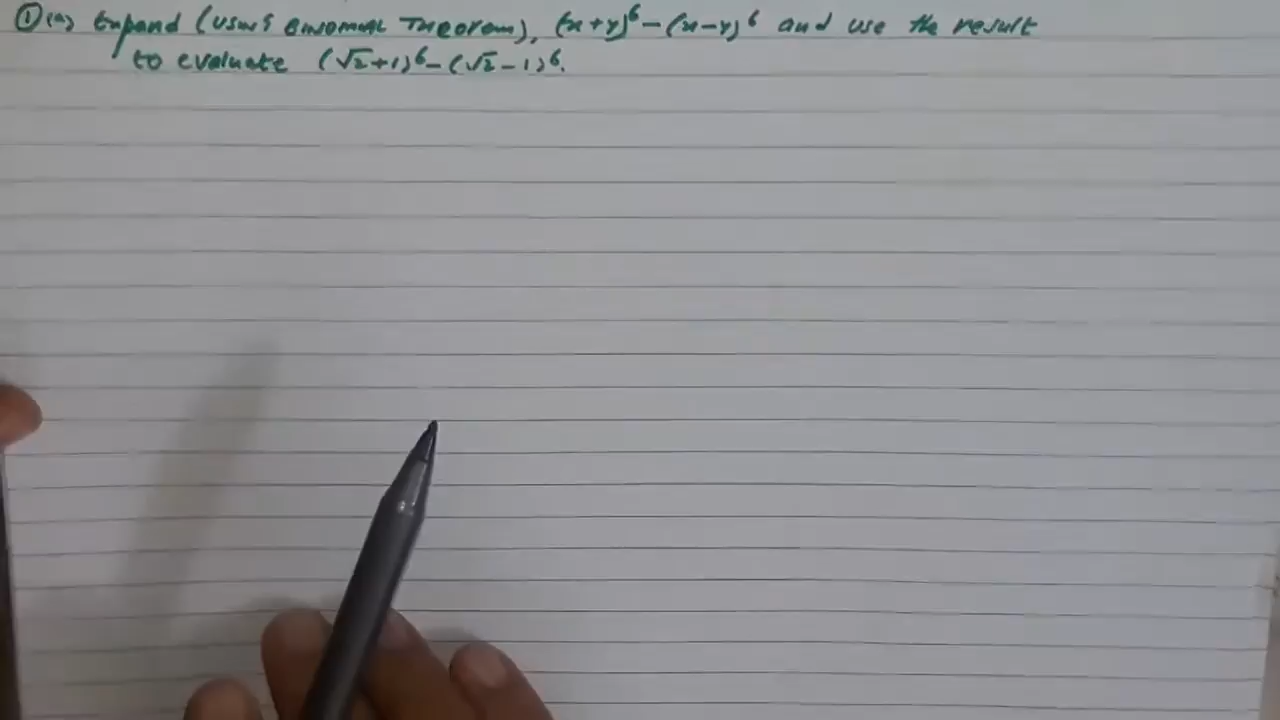 ① (a) Expand (using Binomial Theorem), (x+y)⁶-(x-y)⁶ and use the result
to evaluate (√2+1)⁶-(√2-1)⁶.